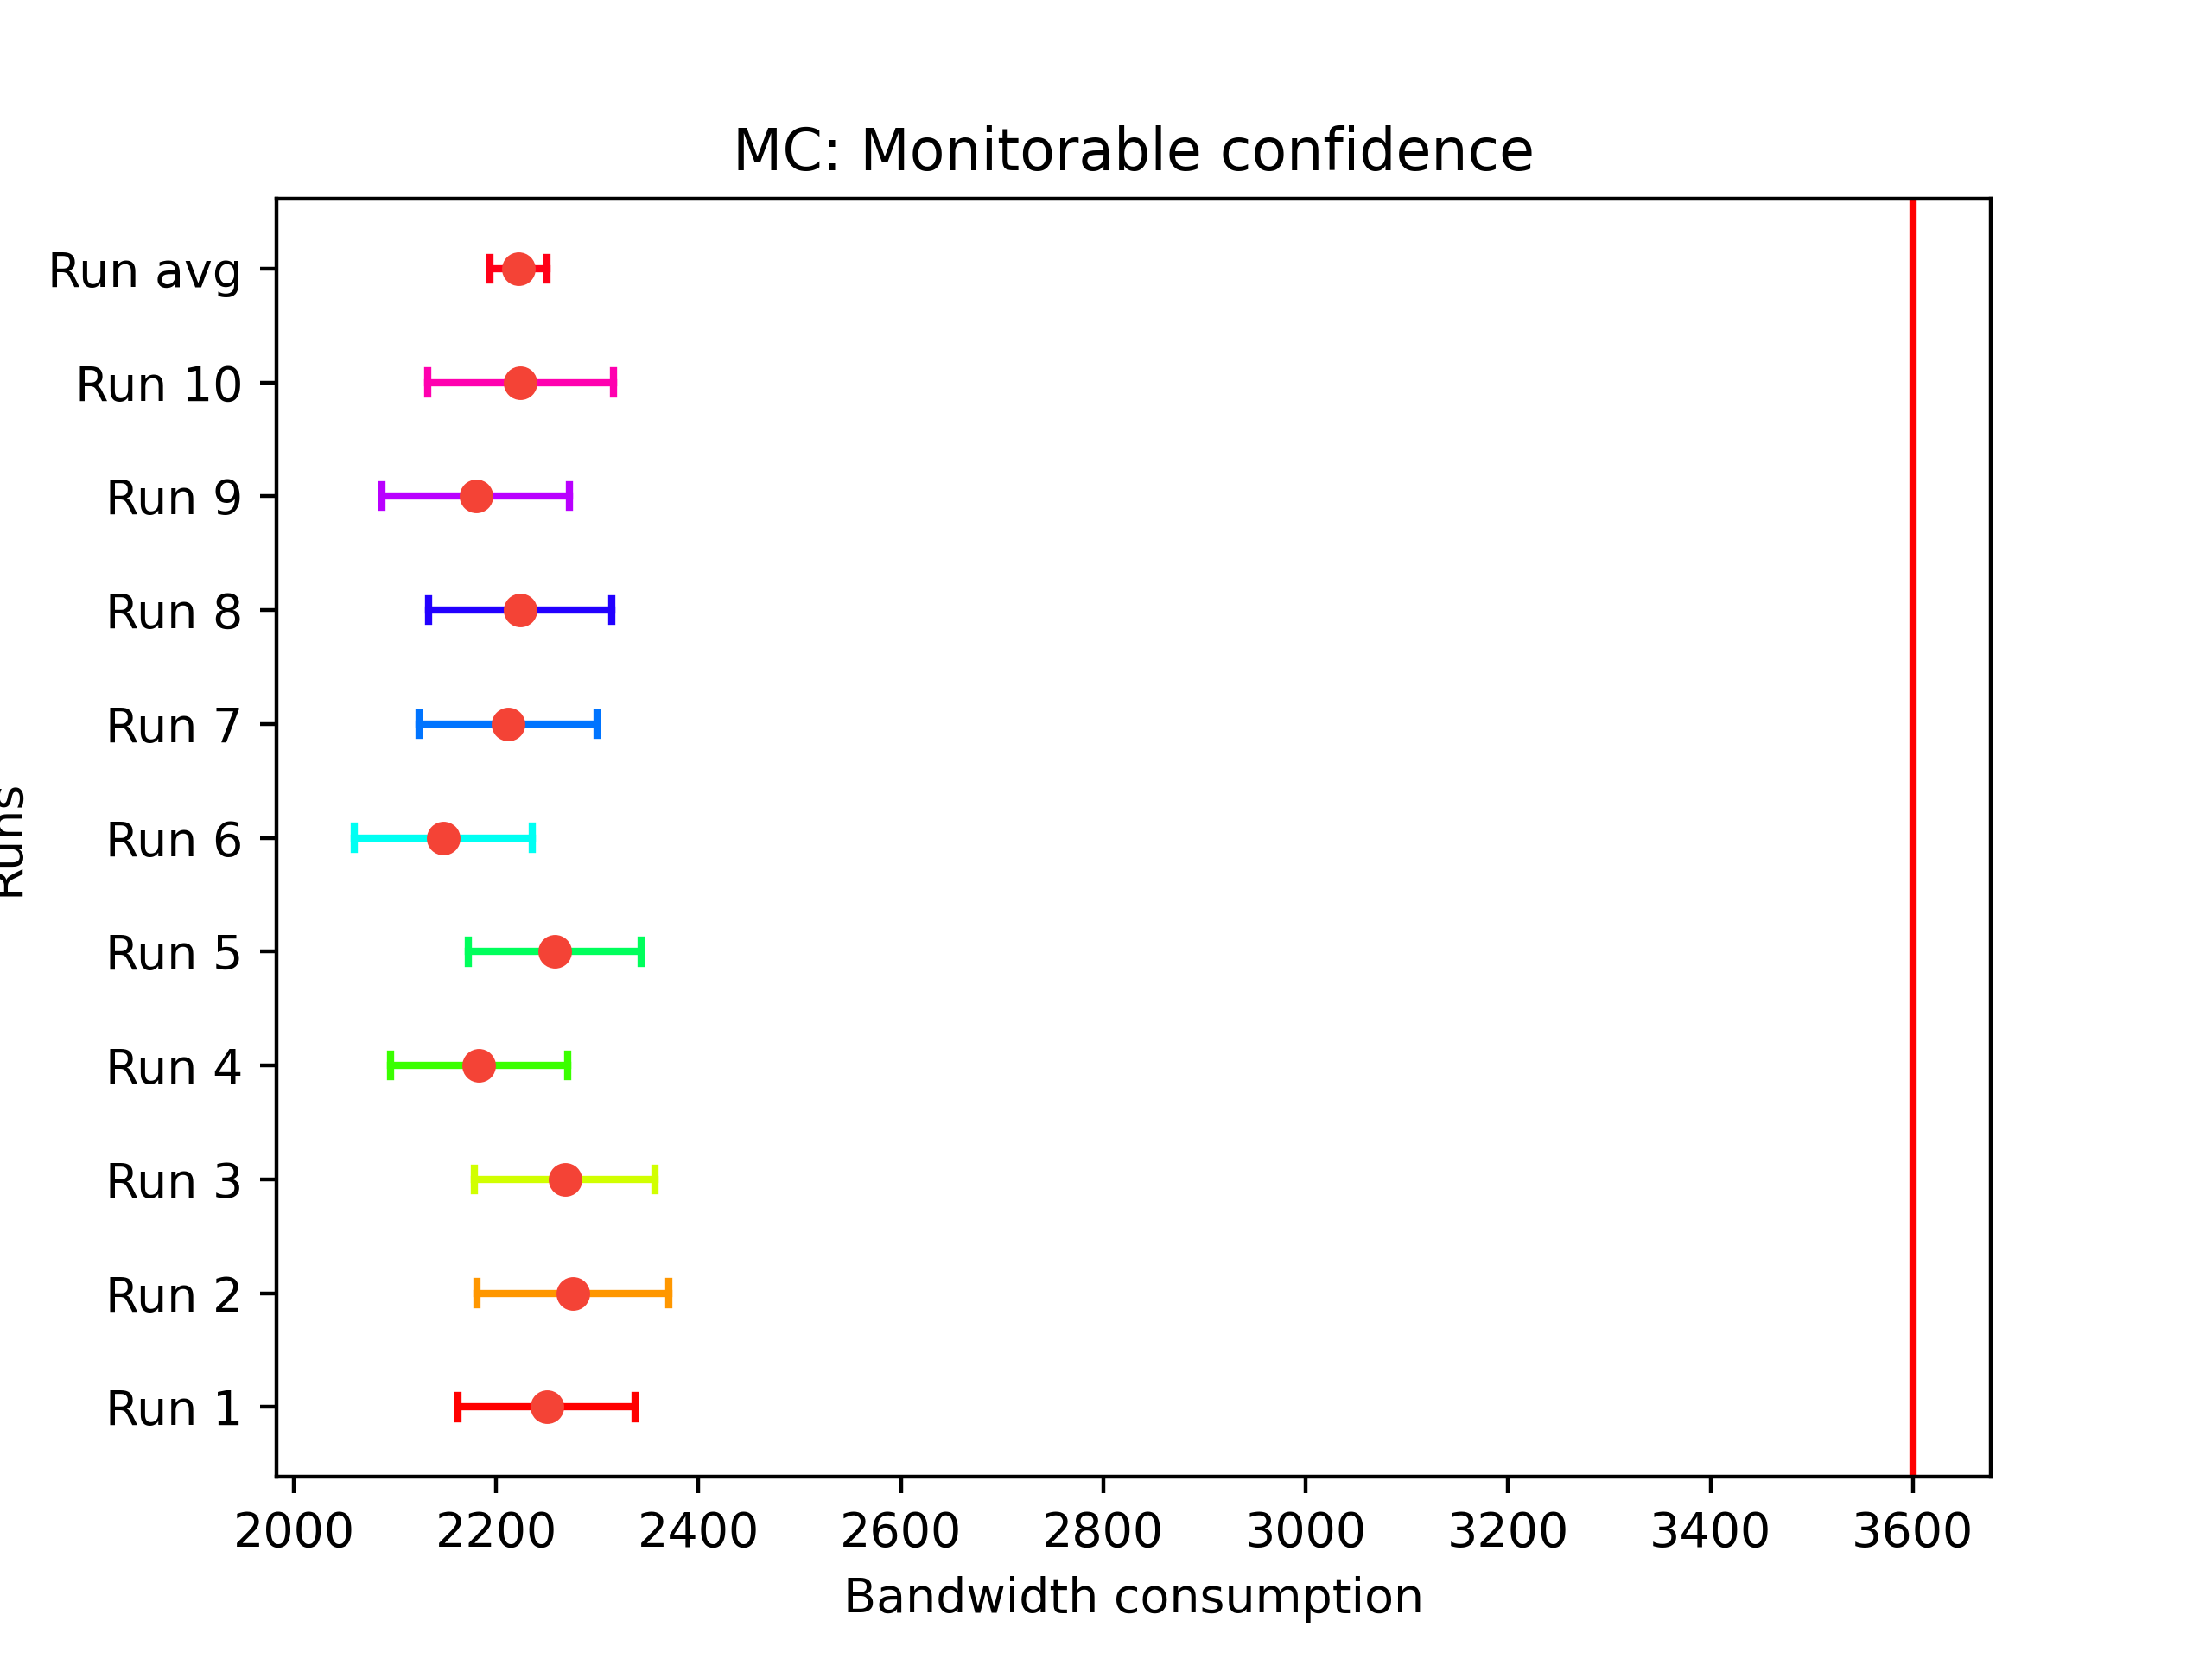 MC: Monitorable confidence
Run avg
Run 10
Run 9
Run 8
Run 7
Run 6
Run 5
Run 4
Run 3
Run 2
Run 1
Runs
2000 2200 2400 2600 2800 3000 3200 3400 3600
Bandwidth consumption